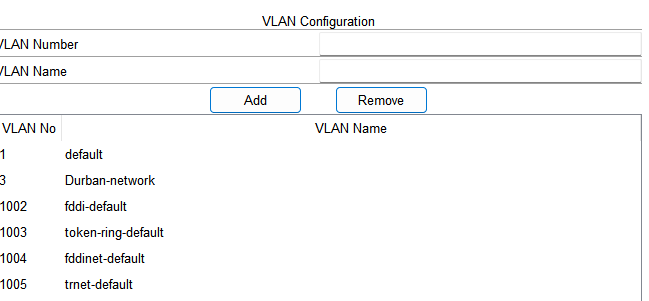 VLAN Configuration
VLAN Number
VLAN Name
Add Remove
VLAN No VLAN Name
1 default
3 Durban-network
1002 fddi-default
1003 token-ring-default
1004 fddinet-default
1005 trnet-default